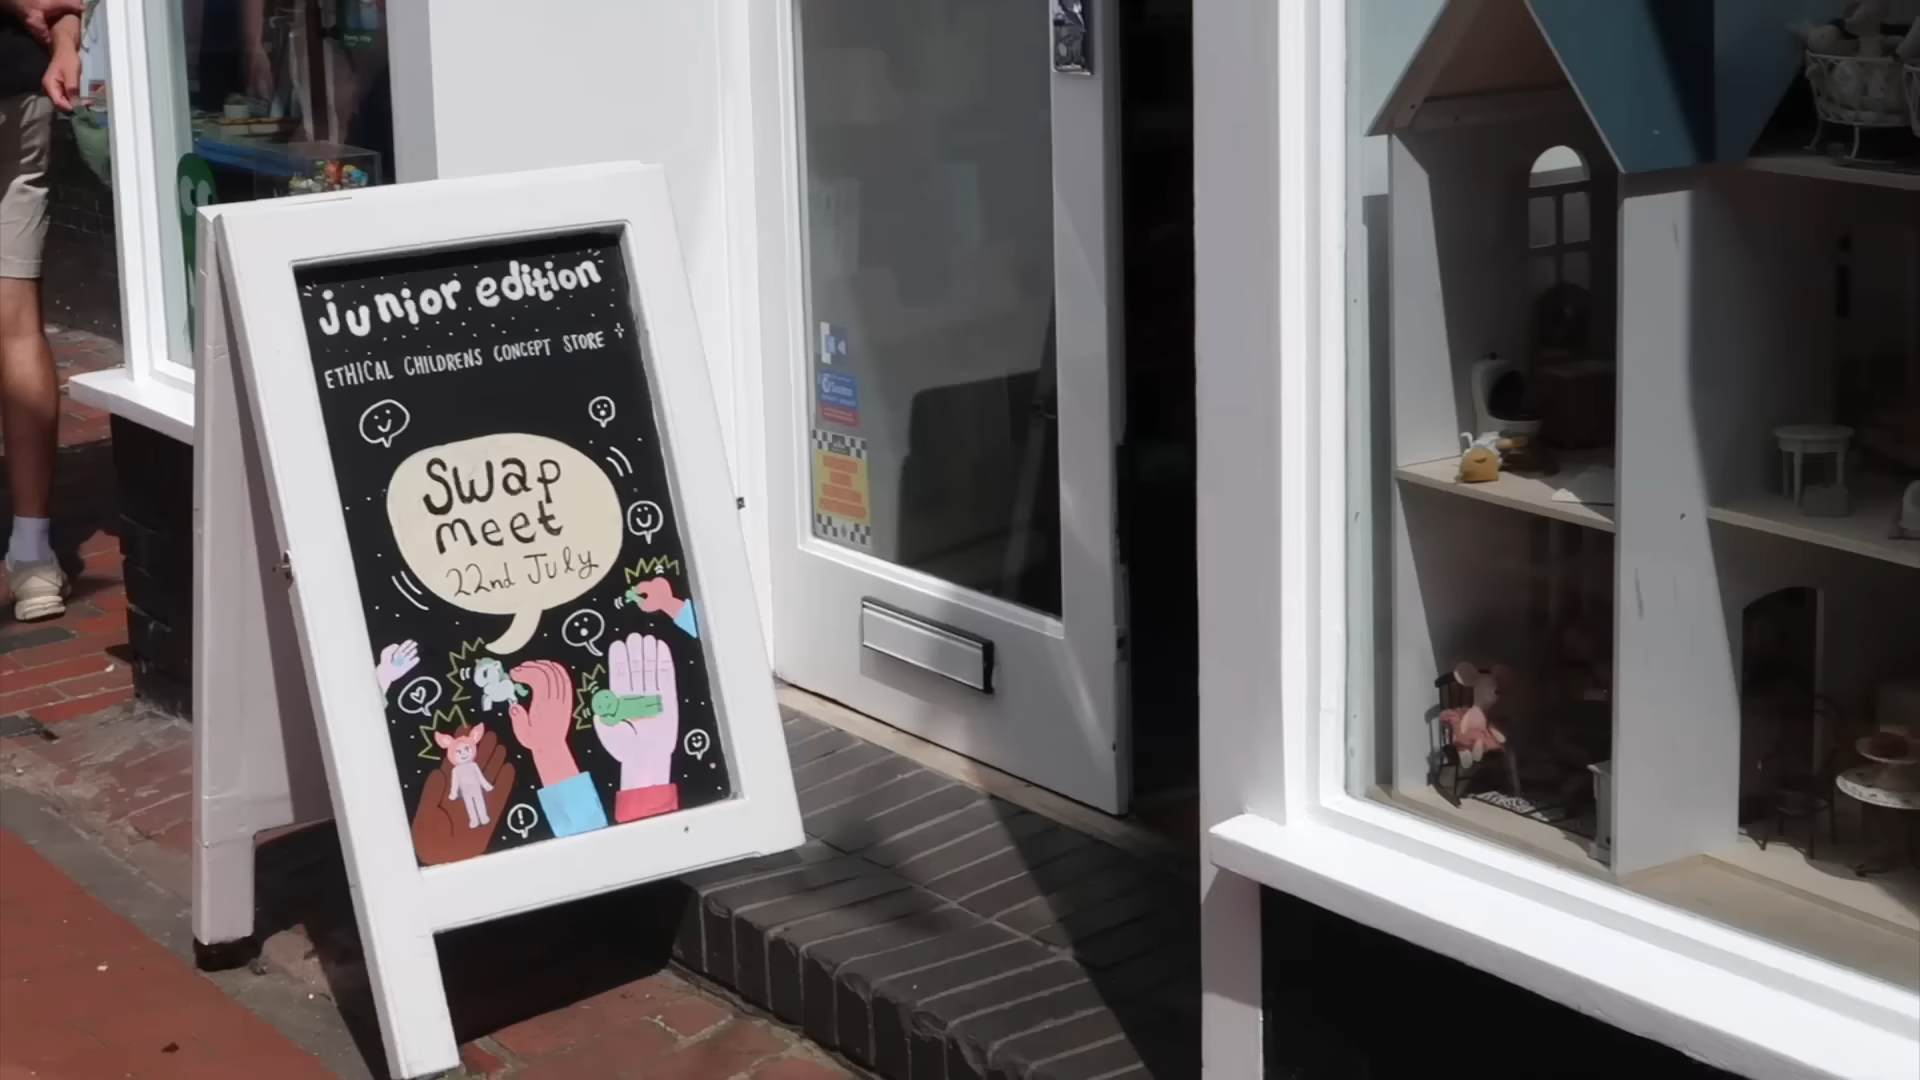 junior edition
ETHICAL CHILDRENS CONCEPT STORE
Swap
meet
22nd July